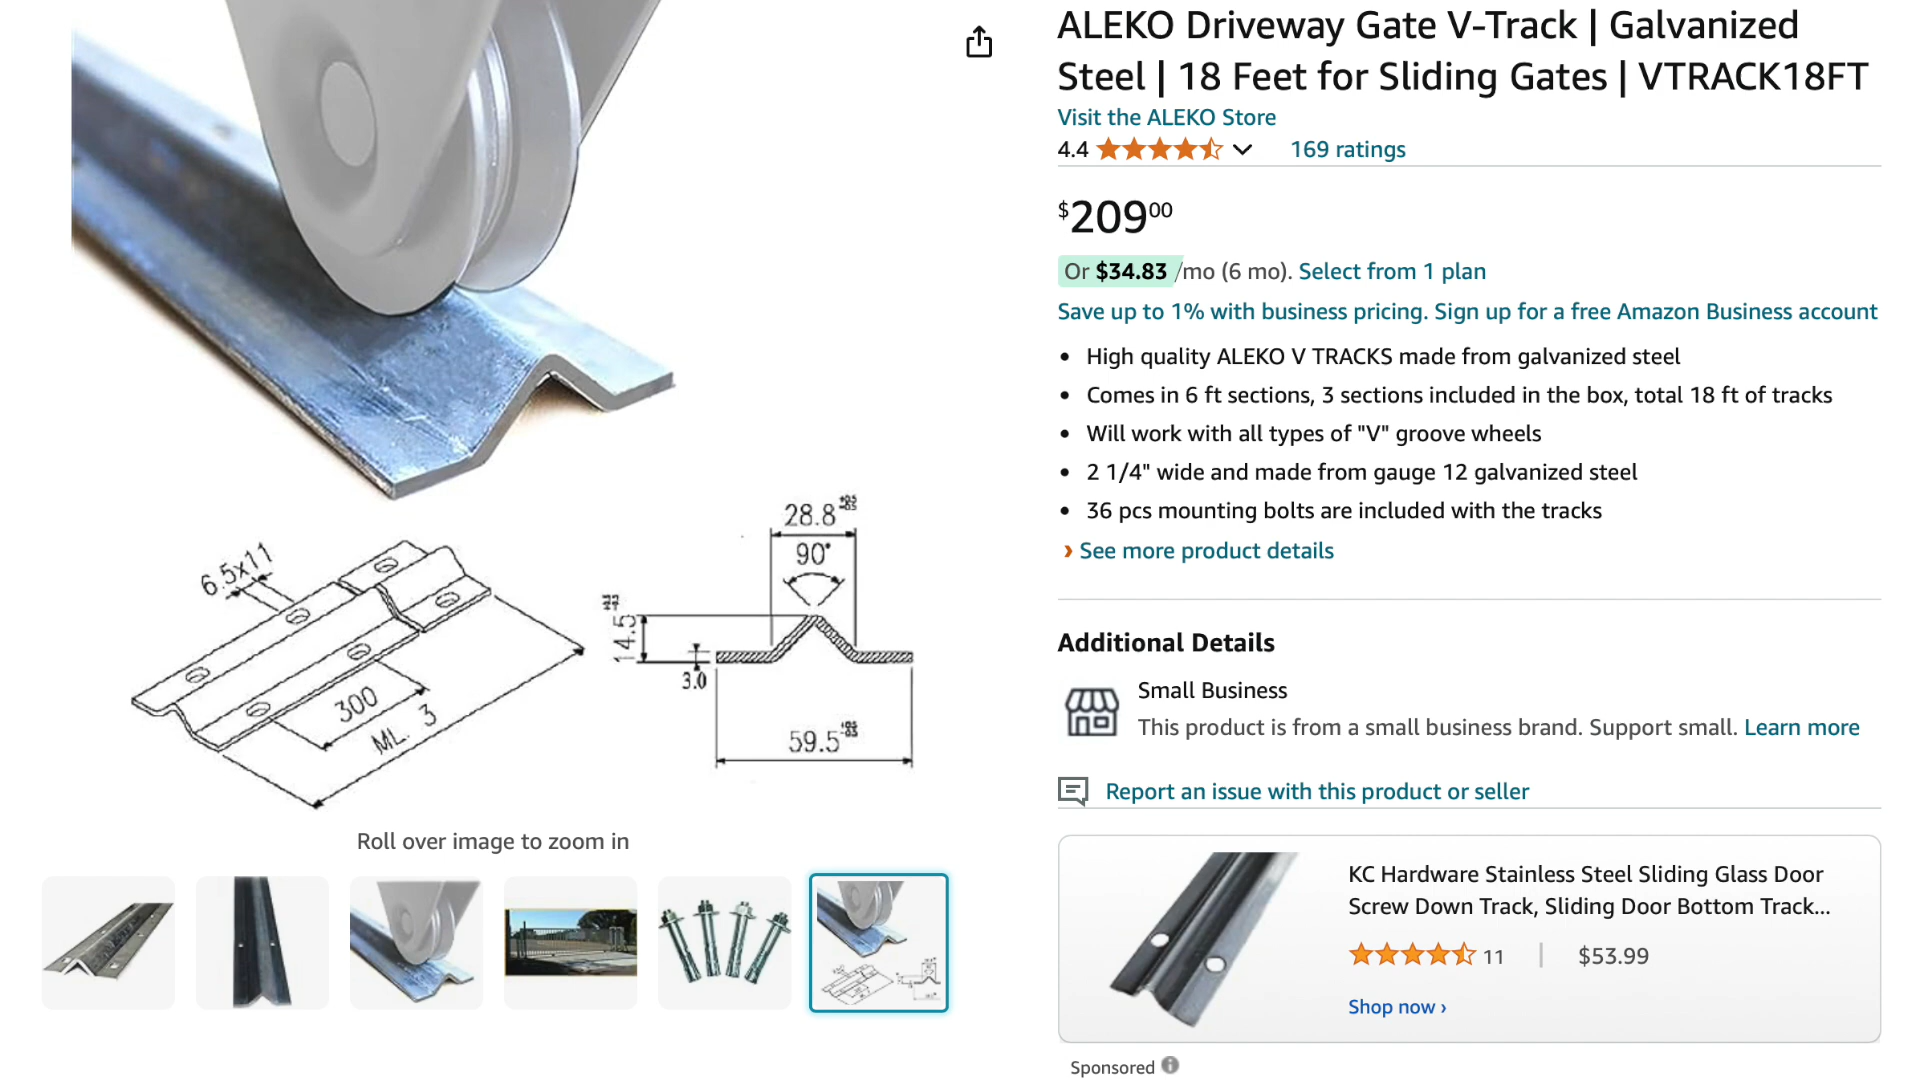 ALEKO Driveway Gate V-Track | Galvanized
Steel | 18 Feet for Sliding Gates | VTRACK18FT
Visit the ALEKO Store
4.4
169 ratings
$20900
Or $34.83 /mo (6 mo). Select from 1 plan
Save up to 1% with business pricing. Sign up for a free Amazon Business account
• High quality ALEKO V TRACKS made from galvanized steel
• Comes in 6 ft sections, 3 sections included in the box, total 18 ft of tracks
• Will work with all types of "V" groove wheels
• 2 1/4" wide and made from gauge 12 galvanized steel
• 36 pcs mounting bolts are included with the tracks
› See more product details
6.5x11
300
ML. 3
28.8
90°
14.5
3.0
59.5
Roll over image to zoom in
Additional Details
Small Business
This product is from a small business brand. Support small. Learn more
Report an issue with this product or seller
KC Hardware Stainless Steel Sliding Glass Door
Screw Down Track, Sliding Door Bottom Track...
11 | $53.99
Shop now ›
Sponsored